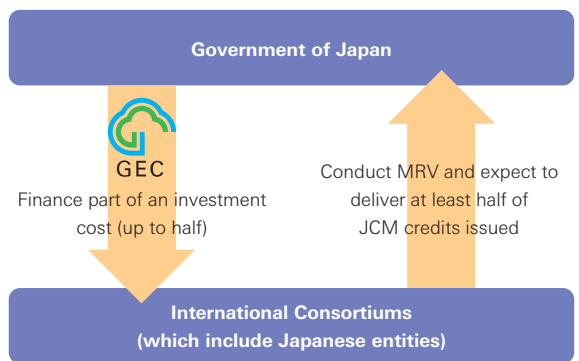 Government of Japan
GEC
Finance part of an investment
cost (up to half)
Conduct MRV and expect to
deliver at least half of
JCM credits issued
International Consortiums
(which include Japanese entities)